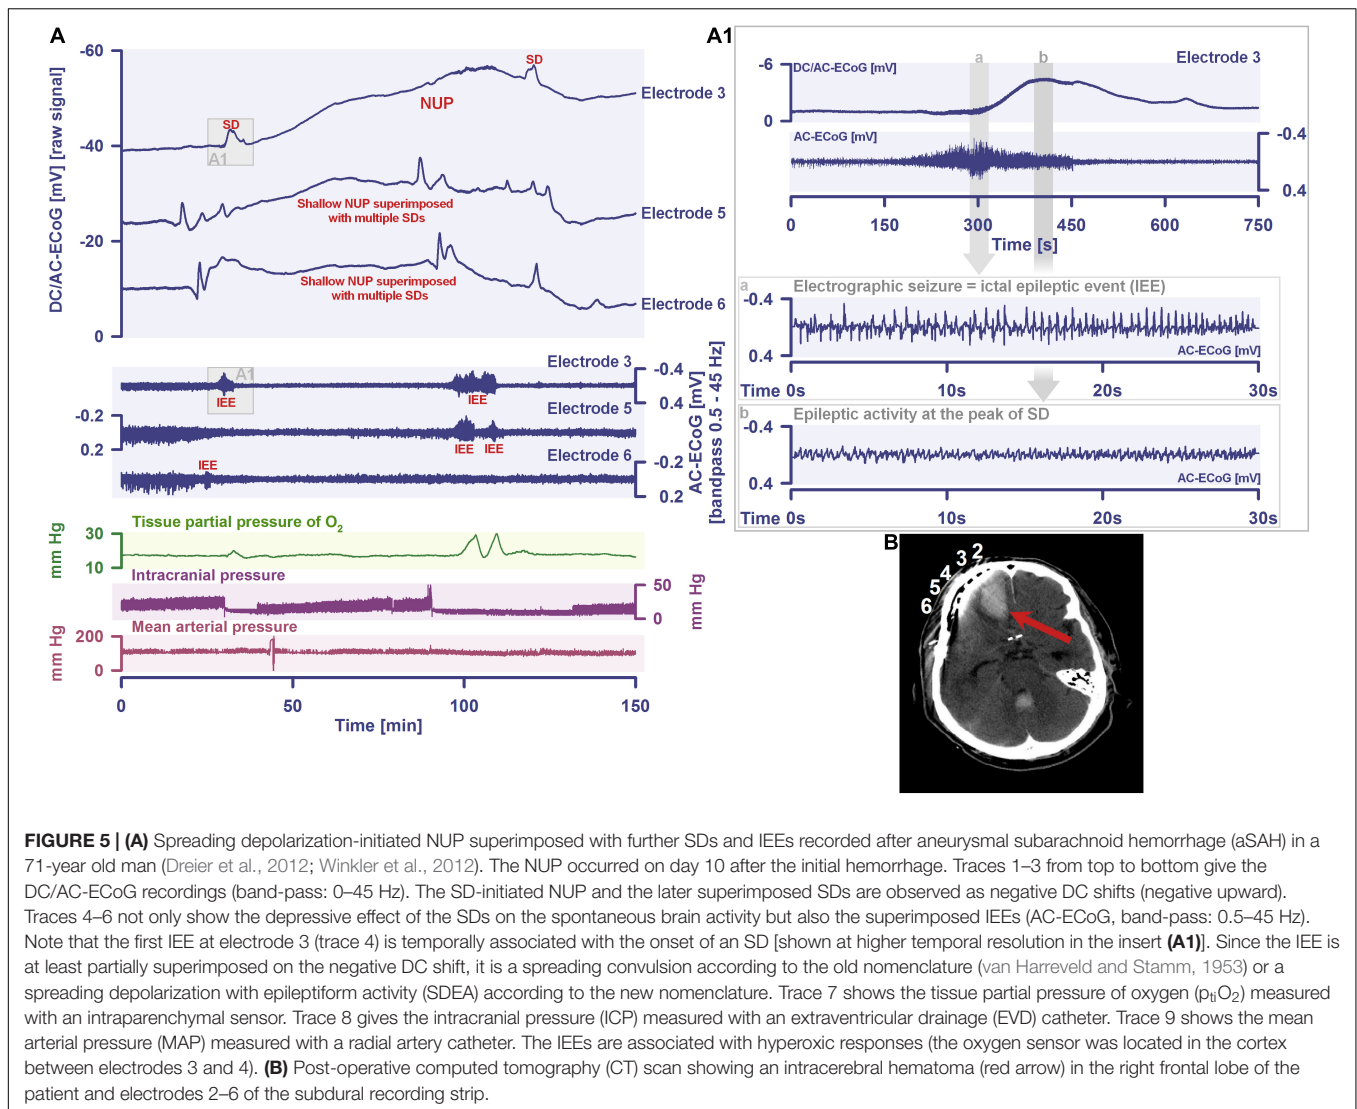 A
-60
-40
-20
0
DC/AC-ECoG [mV] [raw signal]
SD
A1
NUP
SD
Electrode 3
Shallow NUP superimposed
with multiple SDs
Electrode 5
Shallow NUP superimposed
with multiple SDs
Electrode 6
Electrode 3
A1
IEE
IEE
-0.4
0.4
Electrode 5
-0.2
0.2
IEE
IEE
Electrode 6
IEE
-0.2
0.2
AC-ECoG [mV]
[bandpass 0.5 - 45 Hz]
Tissue partial pressure of O2
30
10
mm Hg
Intracranial pressure
50
0
mm Hg
Mean arterial pressure
200
0
mm Hg
0 50 100 150
Time [min]
A1
a b
Electrode 3
DC/AC-ECoG [mV]
-6
0
AC-ECoG [mV]
-0.4
0.4
0 150 300 450 600 750
Time [s]
a Electrographic seizure = ictal epileptic event (IEE)
-0.4
0.4
AC-ECoG [mV]
Time 0s 10s 20s 30s
b Epileptic activity at the peak of SD
-0.4
0.4
AC-ECoG [mV]
Time 0s 10s 20s 30s
B
2
3
4
5
6
FIGURE 5 | (A) Spreading depolarization-initiated NUP superimposed with further SDs and IEEs recorded after aneurysmal subarachnoid hemorrhage (aSAH) in a
71-year old man (Dreier et al., 2012; Winkler et al., 2012). The NUP occurred on day 10 after the initial hemorrhage. Traces 1–3 from top to bottom give the
DC/AC-ECoG recordings (band-pass: 0–45 Hz). The SD-initiated NUP and the later superimposed SDs are observed as negative DC shifts (negative upward).
Traces 4–6 not only show the depressive effect of the SDs on the spontaneous brain activity but also the superimposed IEEs (AC-ECoG, band-pass: 0.5–45 Hz).
Note that the first IEE at electrode 3 (trace 4) is temporally associated with the onset of an SD [shown at higher temporal resolution in the insert (A1)]. Since the IEE is
at least partially superimposed on the negative DC shift, it is a spreading convulsion according to the old nomenclature (van Harreveld and Stamm, 1953) or a
spreading depolarization with epileptiform activity (SDEA) according to the new nomenclature. Trace 7 shows the tissue partial pressure of oxygen (ptiO2) measured
with an intraparenchymal sensor. Trace 8 gives the intracranial pressure (ICP) measured with an extraventricular drainage (EVD) catheter. Trace 9 shows the mean
arterial pressure (MAP) measured with a radial artery catheter. The IEEs are associated with hyperoxic responses (the oxygen sensor was located in the cortex
between electrodes 3 and 4). (B) Post-operative computed tomography (CT) scan showing an intracerebral hematoma (red arrow) in the right frontal lobe of the
patient and electrodes 2–6 of the subdural recording strip.